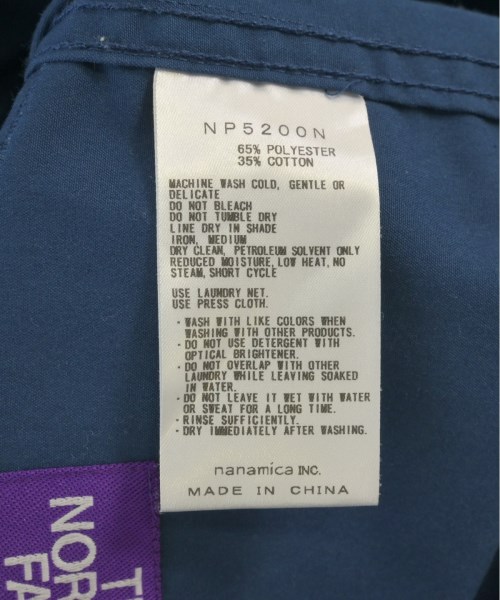 NP5200N
65% POLYESTER
35% COTTON
MACHINE WASH COLD, GENTLE OR
DELICATE
DO NOT BLEACH
DO NOT TUMBLE DRY
LINE DRY IN SHADE
IRON, MEDIUM
DRY CLEAN, PETROLEUM SOLVENT ONLY
REDUCED MOISTURE, LOW HEAT, NO
STEAM, SHORT CYCLE
USE LAUNDRY NET.
USE PRESS CLOTH.
・WASH WITH LIKE COLORS WHEN
WASHING WITH OTHER PRODUCTS.
・DO NOT USE DETERGENT WITH
OPTICAL BRIGHTENER.
・DO NOT OVERLAP WITH OTHER
LAUNDRY WHILE LEAVING SOAKED
IN WATER.
・DO NOT LEAVE IT WET WITH WATER
OR SWEAT FOR A LONG TIME.
・RINSE SUFFICIENTLY.
・DRY IMMEDIATELY AFTER WASHING.
nanamica INC.
MADE IN CHINA
T
NOR
FA